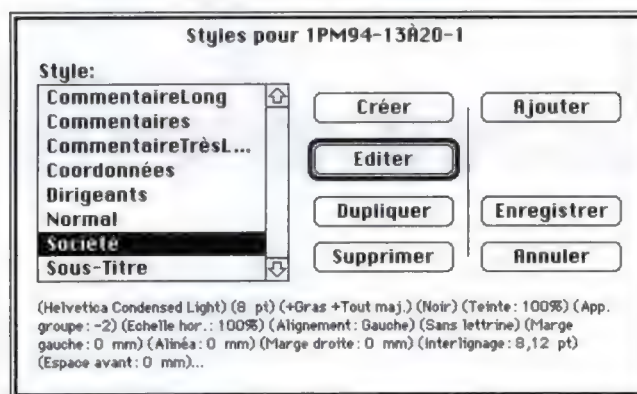 Styles pour 1PM94-13À20-1
Style:
CommentaireLong
Commentaires
CommentaireTrèsL...
Coordonnées
Dirigeants
Normal
Société
Sous-Titre
Créer
Ajouter
Editer
Dupliquer
Enregistrer
Supprimer
Annuler
(Helvetica Condensed Light) (8 pt) (+Gras +Tout maj.) (Noir) (Teinte: 100%) (App.
groupe: -2) (Echelle hor.: 100%) (Alignement: Gauche) (Sans lettrine) (Marge
gauche: 0 mm) (Alinéa: 0 mm) (Marge droite: 0 mm) (Interlignage: 8,12 pt)
(Espace avant: 0 mm)...